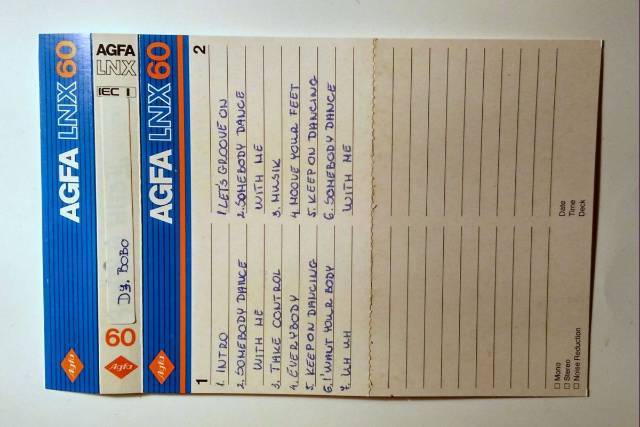 AGFA LNX 60
Agfa
AGFA
LNX
IEC I
DJ. BOBO
60
Agfa
AGFA LNX 60
Agfa
1
1. INTRO
2. SOMEBODY DANCE
WITH ME
3. TAKE CONTROL
4. EVERYBODY
5. KEEP ON DANCING
6. I WANT YOUR BODY
7. UH UH
2
1. LET'S GROOVE ON
2. SOMEBODY DANCE
WITH ME
3. MUSIK
4. MOOVE YOUR FEET
5. KEEP ON DANCING
6. SOMEBODY DANCE
WITH ME
Date
Time
Deck
Mono
Stereo
Noise Reduction